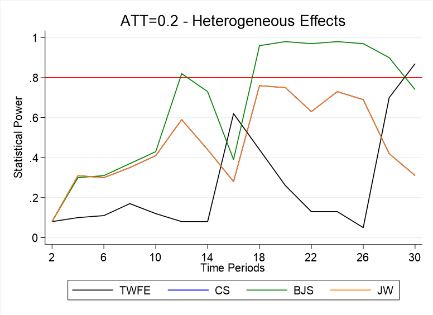 ATT=0.2 - Heterogeneous Effects
Statistical Power
1
.8
.6
.4
.2
0
2 6 10 14 18 22 26 30
Time Periods
TWFE CS BJS JW